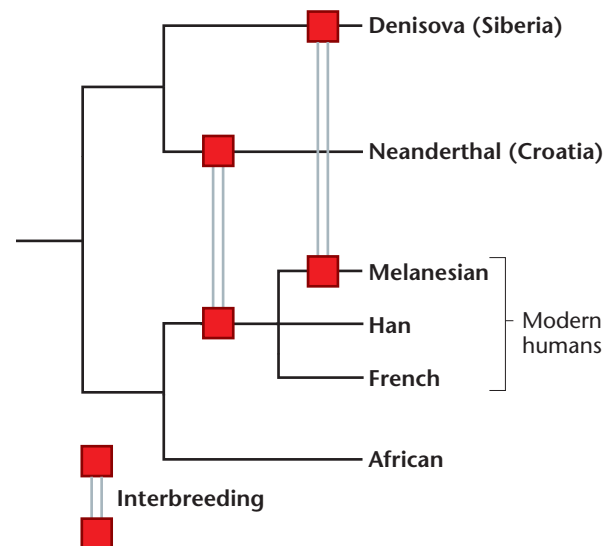 Denisova (Siberia)
Neanderthal (Croatia)
Melanesian
Han
French
Modern
humans
African
Interbreeding